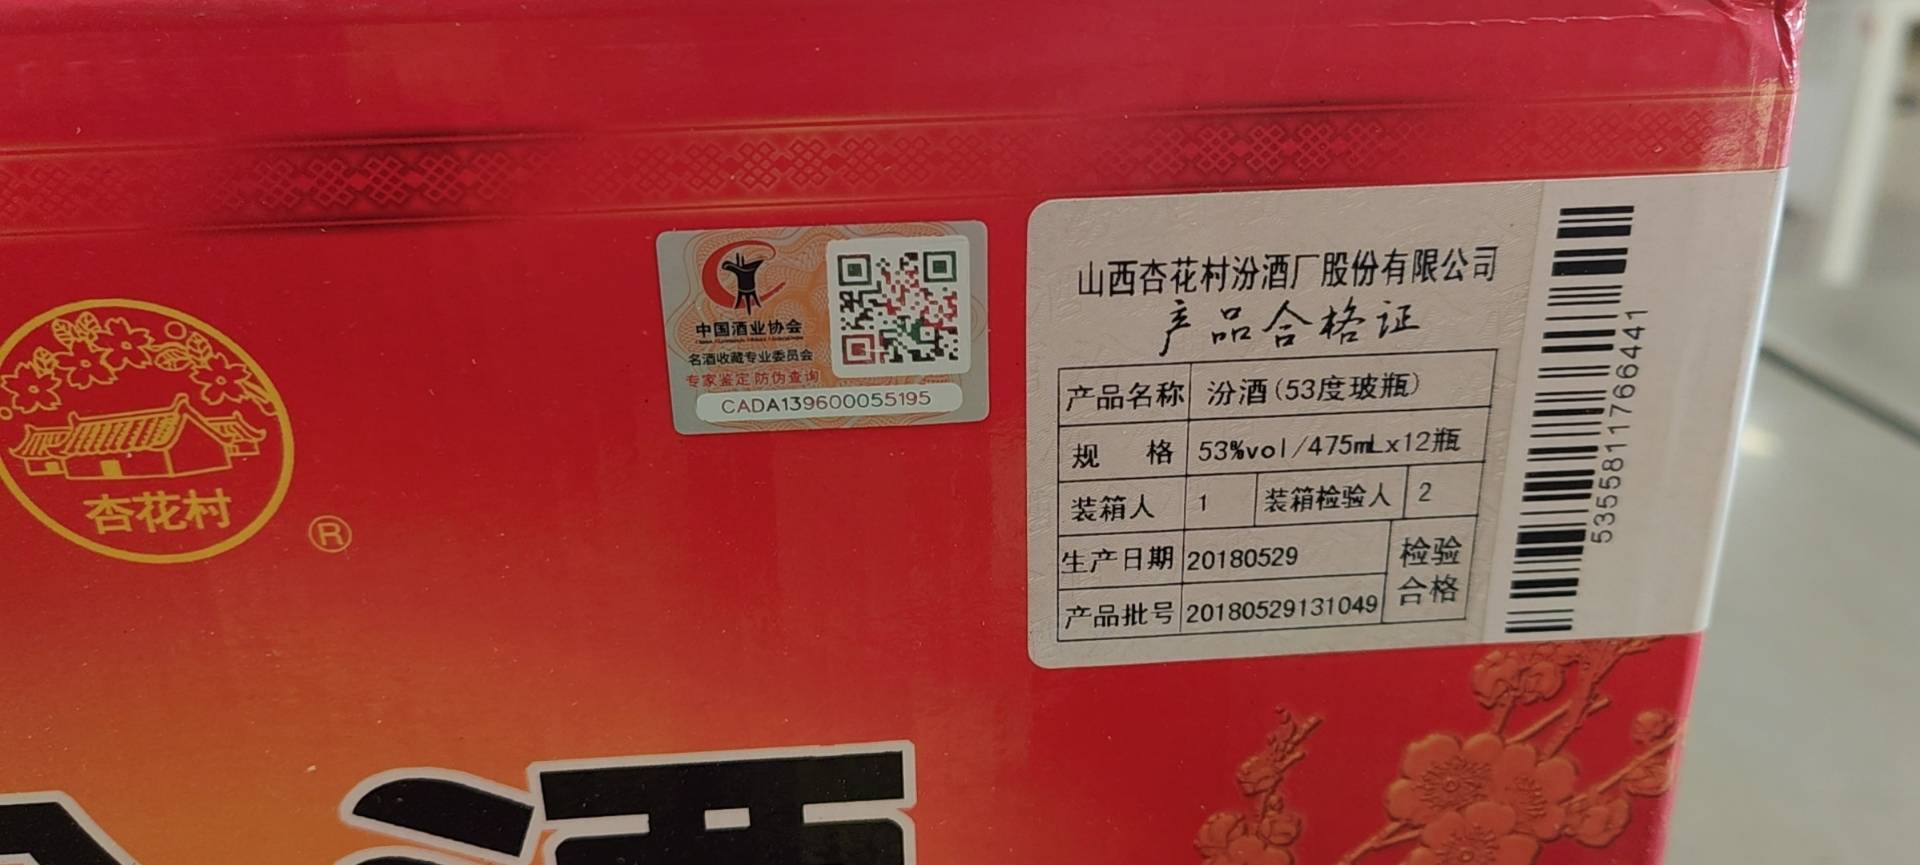 杏花村
®
中国酒业协会
名酒收藏专业委员会
专家鉴定 防伪查询
CADA139600055195
山西杏花村汾酒厂股份有限公司
产品合格证
产品名称 汾酒(53度玻瓶)
规 格 53%vol/475mLx12瓶
装箱人 1 装箱检验人 2
生产日期 20180529 检验
产品批号 20180529131049 合格
5355811766441
酒